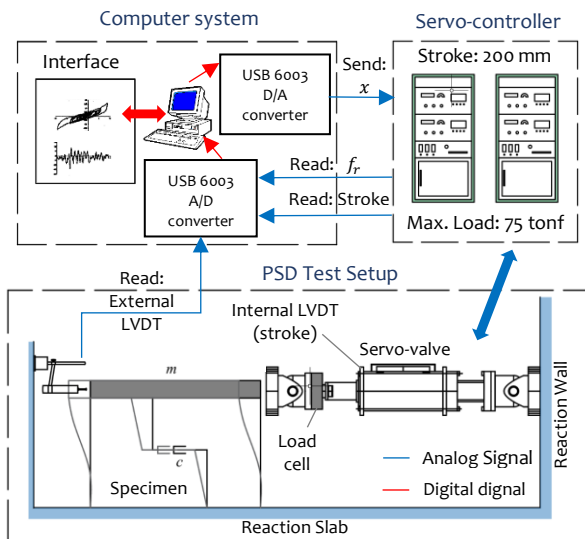 Computer system
Servo-controller
Interface
USB 6003
D/A
converter
Send:
x
Stroke: 200 mm
USB 6003
A/D
converter
Read: fr
Read: Stroke
Max. Load: 75 tonf
Read:
External
LVDT
PSD Test Setup
Internal LVDT
(stroke)
Servo-valve
m
Load
cell
c
Specimen
Analog Signal
Digital dignal
Reaction Wall
Reaction Slab